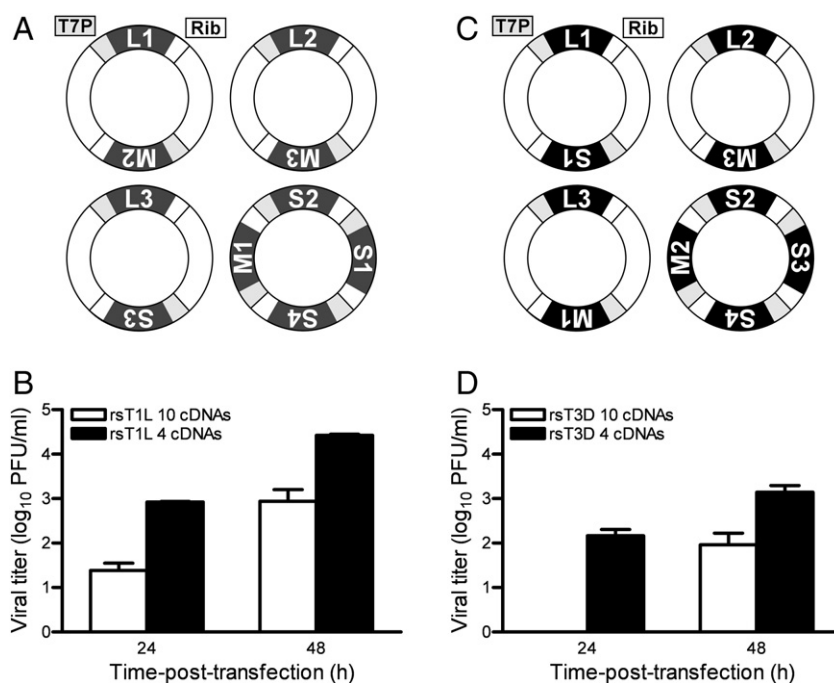 A
T7P
L1
Rib
L2
M2
M3
L3
S3
S2
M1
S1
S4
B
rsT1L 10 cDNAs
rsT1L 4 cDNAs
Viral titer (log10 PFU/ml)
5
4
3
2
1
0
24
48
Time-post-transfection (h)
C
T7P
L1
Rib
L2
S1
M3
L3
M1
S2
M2
S3
S4
D
rsT3D 10 cDNAs
rsT3D 4 cDNAs
Viral titer (log10 PFU/ml)
5
4
3
2
1
0
24
48
Time-post-transfection (h)